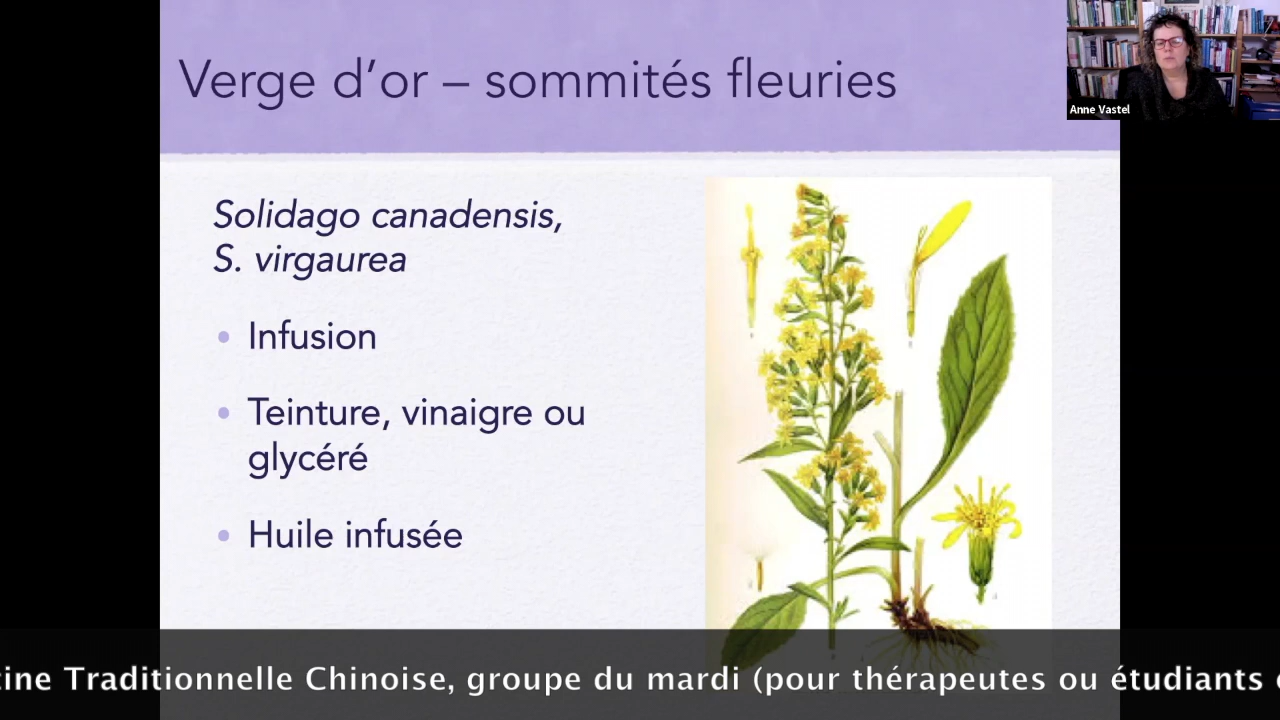 Verge d’or – sommités fleuries
Anne Vastel
Solidago canadensis,
S. virgaurea
• Infusion
• Teinture, vinaigre ou
glycéré
• Huile infusée
cine Traditionnelle Chinoise, groupe du mardi (pour thérapeutes ou étudiants